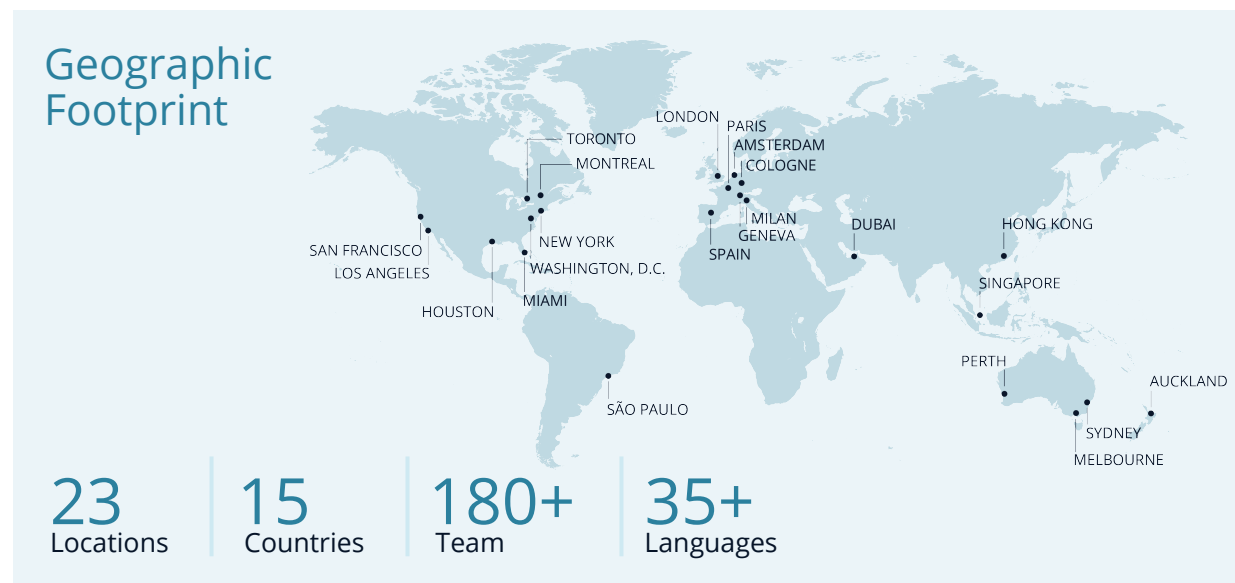 Geographic
Footprint
LONDON
PARIS
TORONTO
AMSTERDAM
MONTREAL
COLOGNE
MILAN
DUBAI
HONG KONG
GENEVA
NEW YORK
SAN FRANCISCO
SPAIN
WASHINGTON, D.C.
LOS ANGELES
SINGAPORE
MIAMI
HOUSTON
PERTH
AUCKLAND
SÃO PAULO
SYDNEY
MELBOURNE
23
Locations
15
Countries
180+
Team
35+
Languages